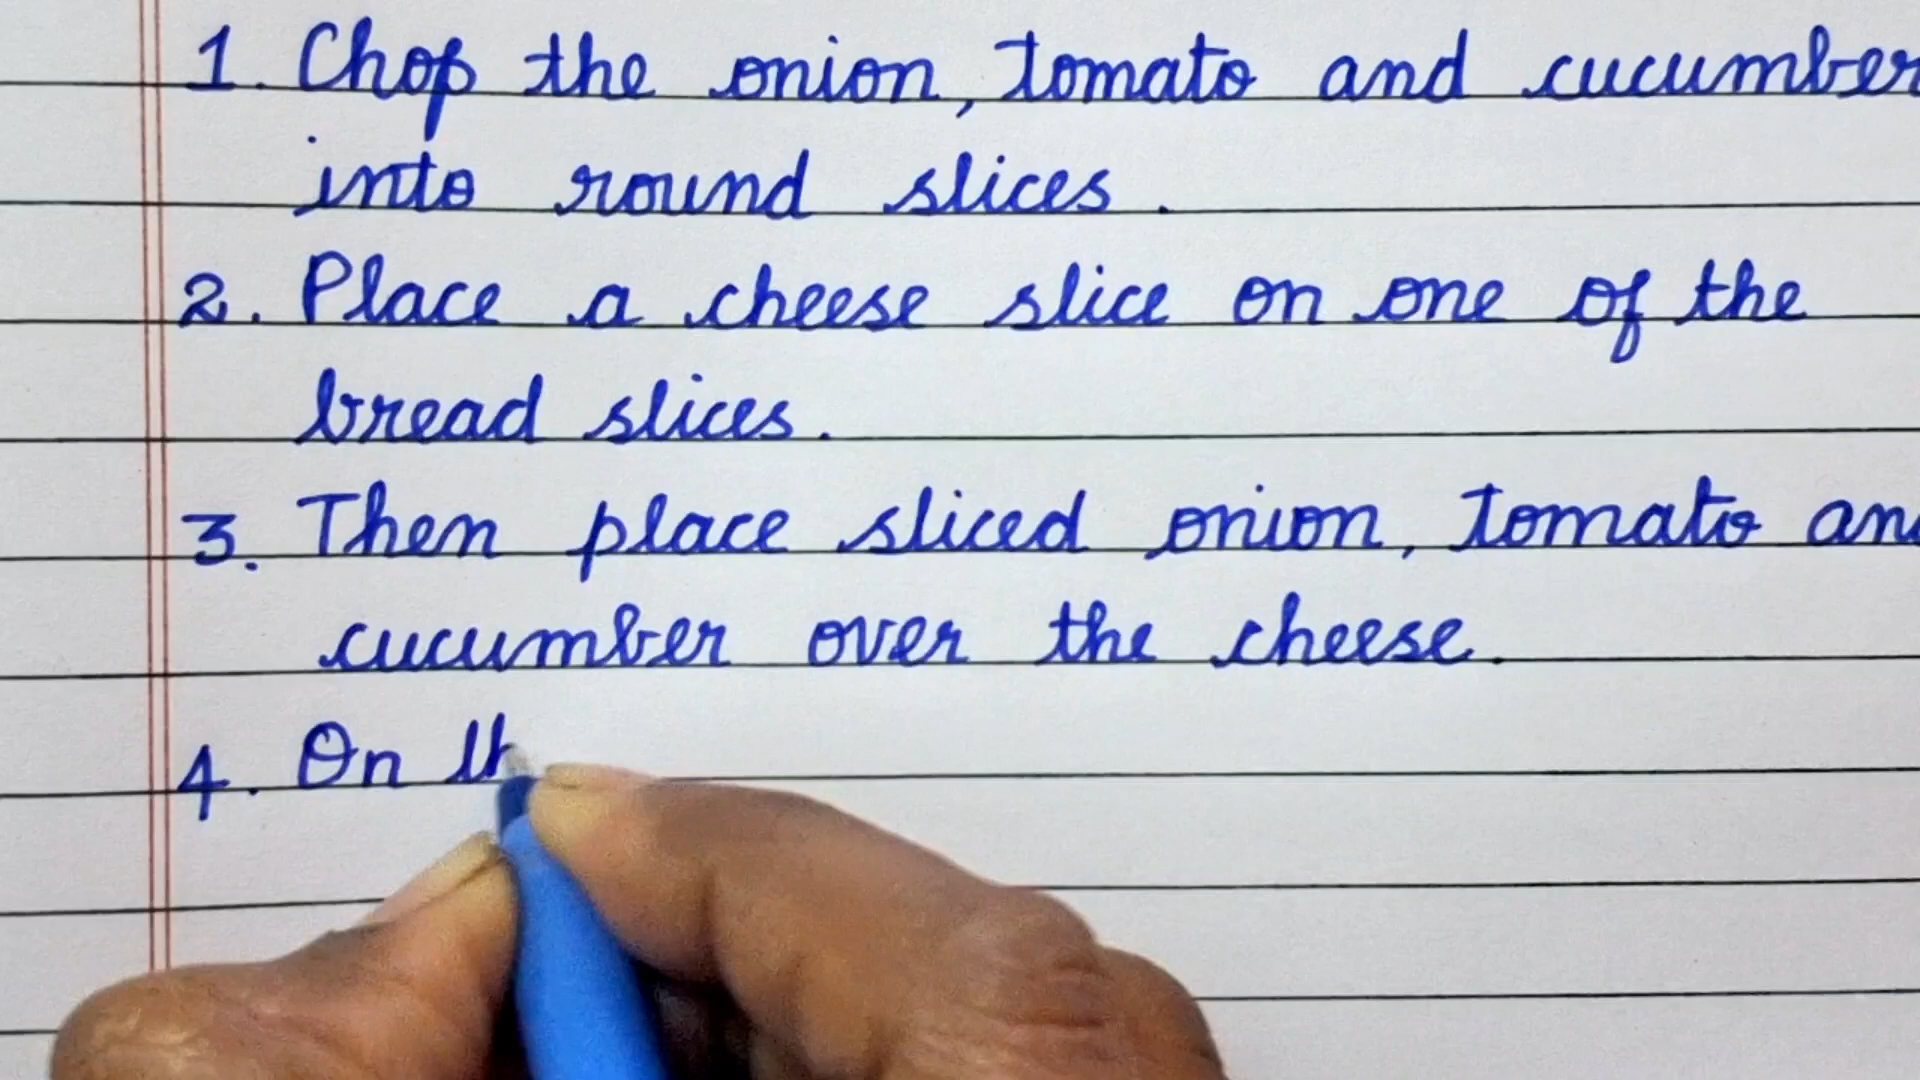 1. Chop the onion, tomato and cucumber
into round slices.
2. Place a cheese slice on one of the
bread slices.
3. Then place sliced onion, tomato an
cucumber over the cheese.
4. On th